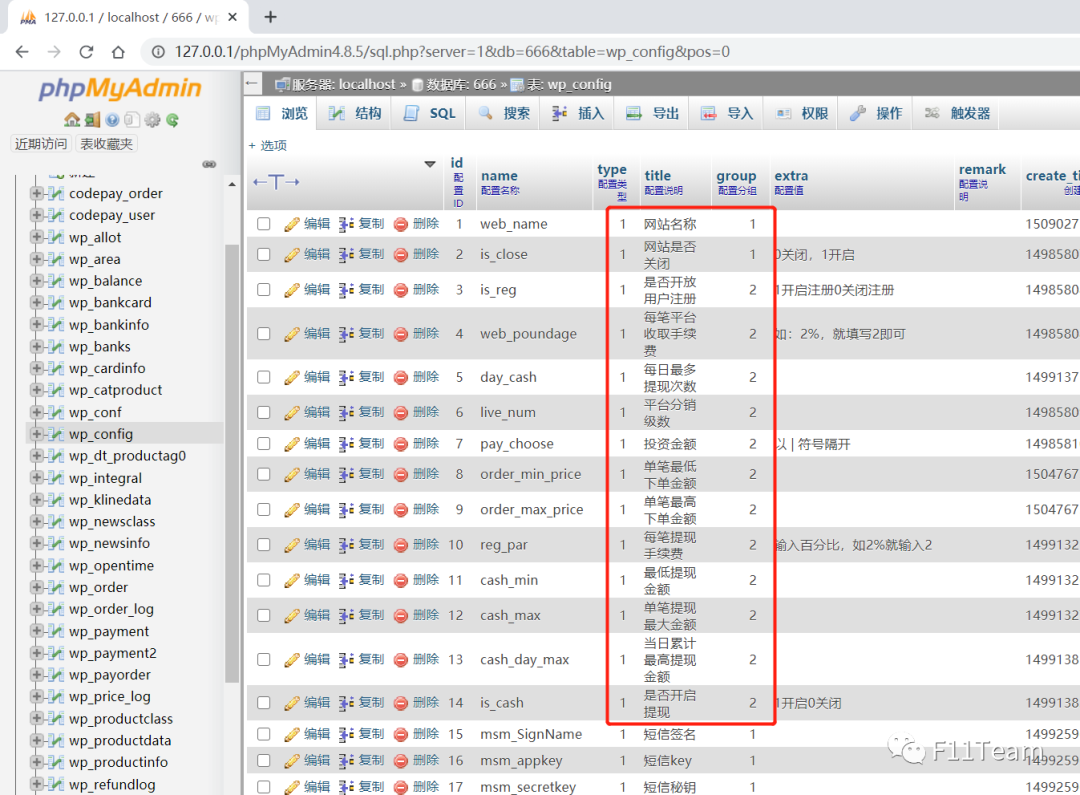 127.0.0.1 / localhost / 666 / wp
127.0.0.1/phpMyAdmin4.8.5/sql.php?server=1&db=666&table=wp_config&pos=0
phpMyAdmin
近期访问 表收藏夹
codepay_order
codepay_user
wp_allot
wp_area
wp_balance
wp_bankcard
wp_bankinfo
wp_banks
wp_cardinfo
wp_catproduct
wp_conf
wp_config
wp_dt_productag0
wp_integral
wp_klinedata
wp_newsclass
wp_newsinfo
wp_opentime
wp_order
wp_order_log
wp_payment
wp_payment2
wp_payorder
wp_price_log
wp_productclass
wp_productdata
wp_productinfo
wp_refundlog
服务器: localhost » 数据库: 666 » 表: wp_config
浏览 结构 SQL 搜索 插入 导出 导入 权限 操作 触发器
+ 选项
←T→ id 配置ID name 配置名称 type 配置类型 title 配置说明 group 配置分组 extra 配置值 remark 配置说明 create_ti 创建
编辑 复制 删除 1 web_name 1 网站名称 1 1509027
编辑 复制 删除 2 is_close 1 网站是否关闭 1 0关闭，1开启 1498580
编辑 复制 删除 3 is_reg 1 是否开放用户注册 2 1开启注册0关闭注册 1498580
编辑 复制 删除 4 web_poundage 1 每笔平台收取手续费 2 如：2%，就填写2即可 1498580
编辑 复制 删除 5 day_cash 1 每日最多提现次数 2 1499137
编辑 复制 删除 6 live_num 1 平台分销级数 2 1498580
编辑 复制 删除 7 pay_choose 1 投资金额 2 以 | 符号隔开 14985810
编辑 复制 删除 8 order_min_price 1 单笔最低下单金额 2 1504767
编辑 复制 删除 9 order_max_price 1 单笔最高下单金额 2 1504767
编辑 复制 删除 10 reg_par 1 每笔提现手续费 2 输入百分比，如2%就输入2 1499132
编辑 复制 删除 11 cash_min 1 最低提现金额 2 1499132
编辑 复制 删除 12 cash_max 1 单笔提现最大金额 2 1499132
编辑 复制 删除 13 cash_day_max 1 当日累计最高提现金额 2 1499138
编辑 复制 删除 14 is_cash 1 是否开启提现 2 1开启0关闭 1499138
编辑 复制 删除 15 msm_SignName 1 短信签名 1 1499259
编辑 复制 删除 16 msm_appkey 1 短信key 1 1499259
编辑 复制 删除 17 msm_secretkey 1 短信秘钥 1 1499259
F11Team